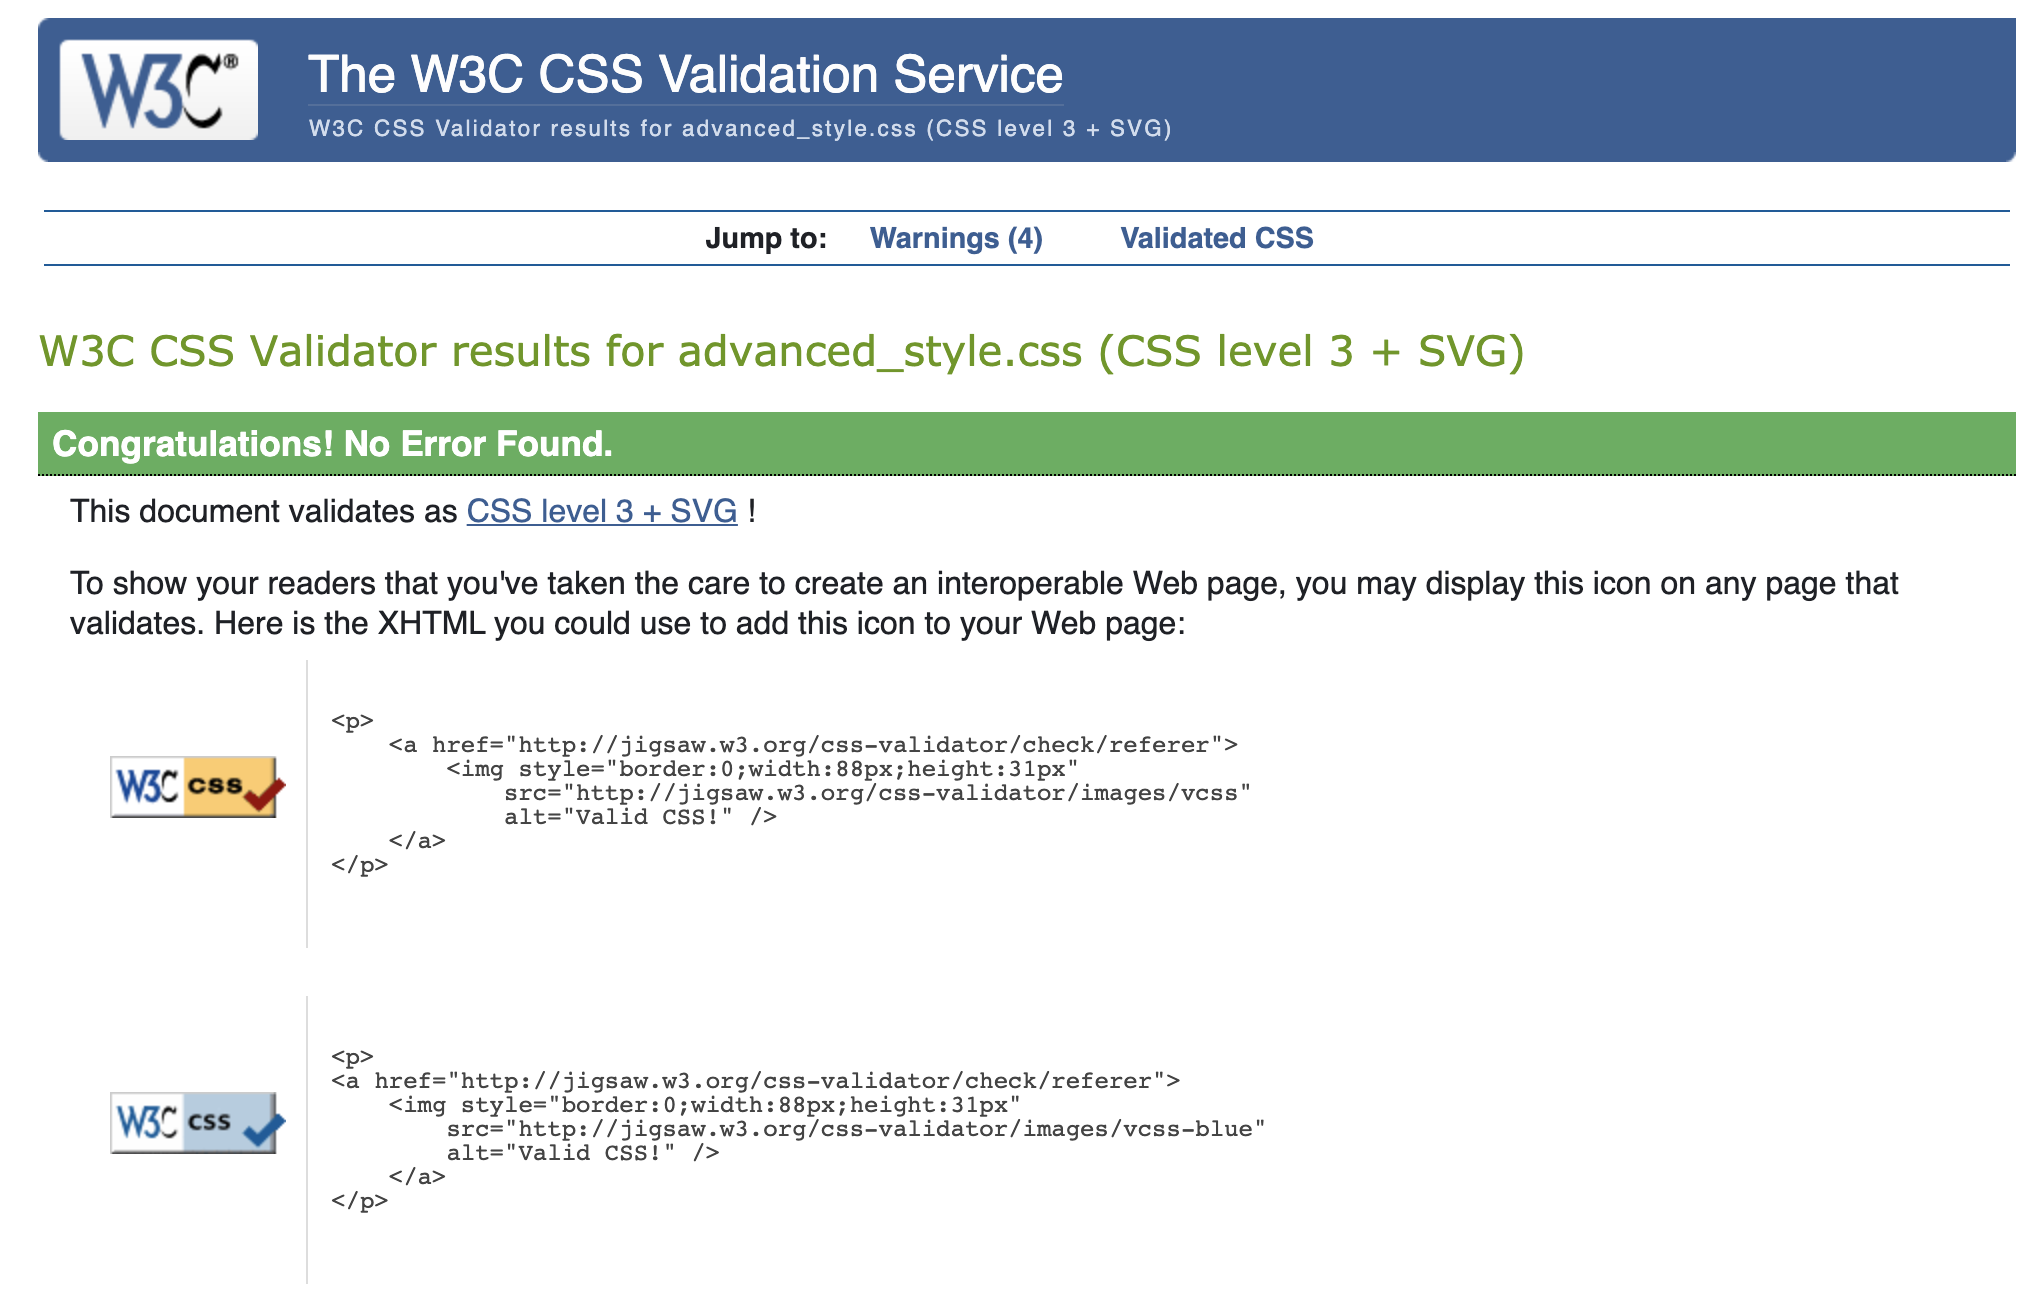 W3C®
The W3C CSS Validation Service
W3C CSS Validator results for advanced_style.css (CSS level 3 + SVG)
Jump to: Warnings (4) Validated CSS
W3C CSS Validator results for advanced_style.css (CSS level 3 + SVG)
Congratulations! No Error Found.
This document validates as CSS level 3 + SVG !
To show your readers that you've taken the care to create an interoperable Web page, you may display this icon on any page that
validates. Here is the XHTML you could use to add this icon to your Web page:
W3C css
<p>
    <a href="http://jigsaw.w3.org/css-validator/check/referer">
        <img style="border:0;width:88px;height:31px"
            src="http://jigsaw.w3.org/css-validator/images/vcss"
            alt="Valid CSS!" />
    </a>
</p>
W3C css
<p>
<a href="http://jigsaw.w3.org/css-validator/check/referer">
    <img style="border:0;width:88px;height:31px"
        src="http://jigsaw.w3.org/css-validator/images/vcss-blue"
        alt="Valid CSS!" />
    </a>
</p>